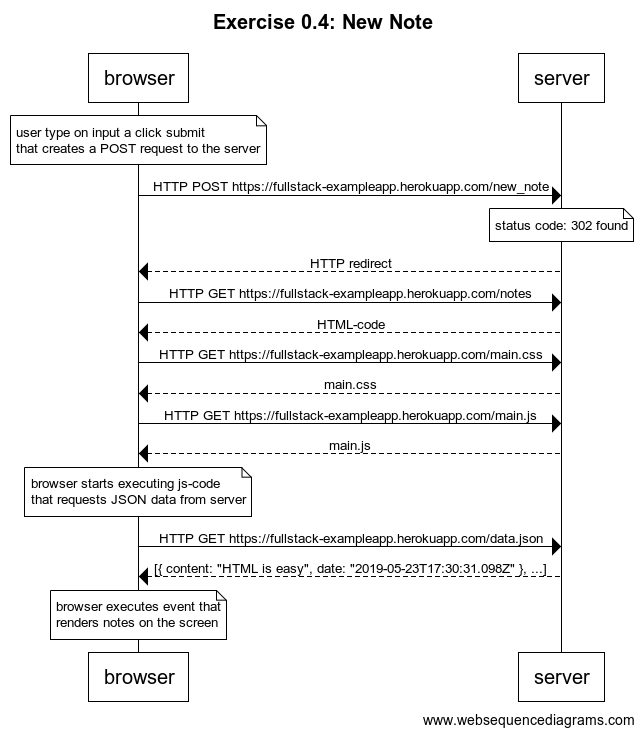 Exercise 0.4: New Note
browser
server
user type on input a click submit
that creates a POST request to the server
HTTP POST https://fullstack-exampleapp.herokuapp.com/new_note
status code: 302 found
HTTP redirect
HTTP GET https://fullstack-exampleapp.herokuapp.com/notes
HTML-code
HTTP GET https://fullstack-exampleapp.herokuapp.com/main.css
main.css
HTTP GET https://fullstack-exampleapp.herokuapp.com/main.js
main.js
browser starts executing js-code
that requests JSON data from server
HTTP GET https://fullstack-exampleapp.herokuapp.com/data.json
[{ content: "HTML is easy", date: "2019-05-23T17:30:31.098Z" }, ...]
browser executes event that
renders notes on the screen
browser
server
www.websequencediagrams.com